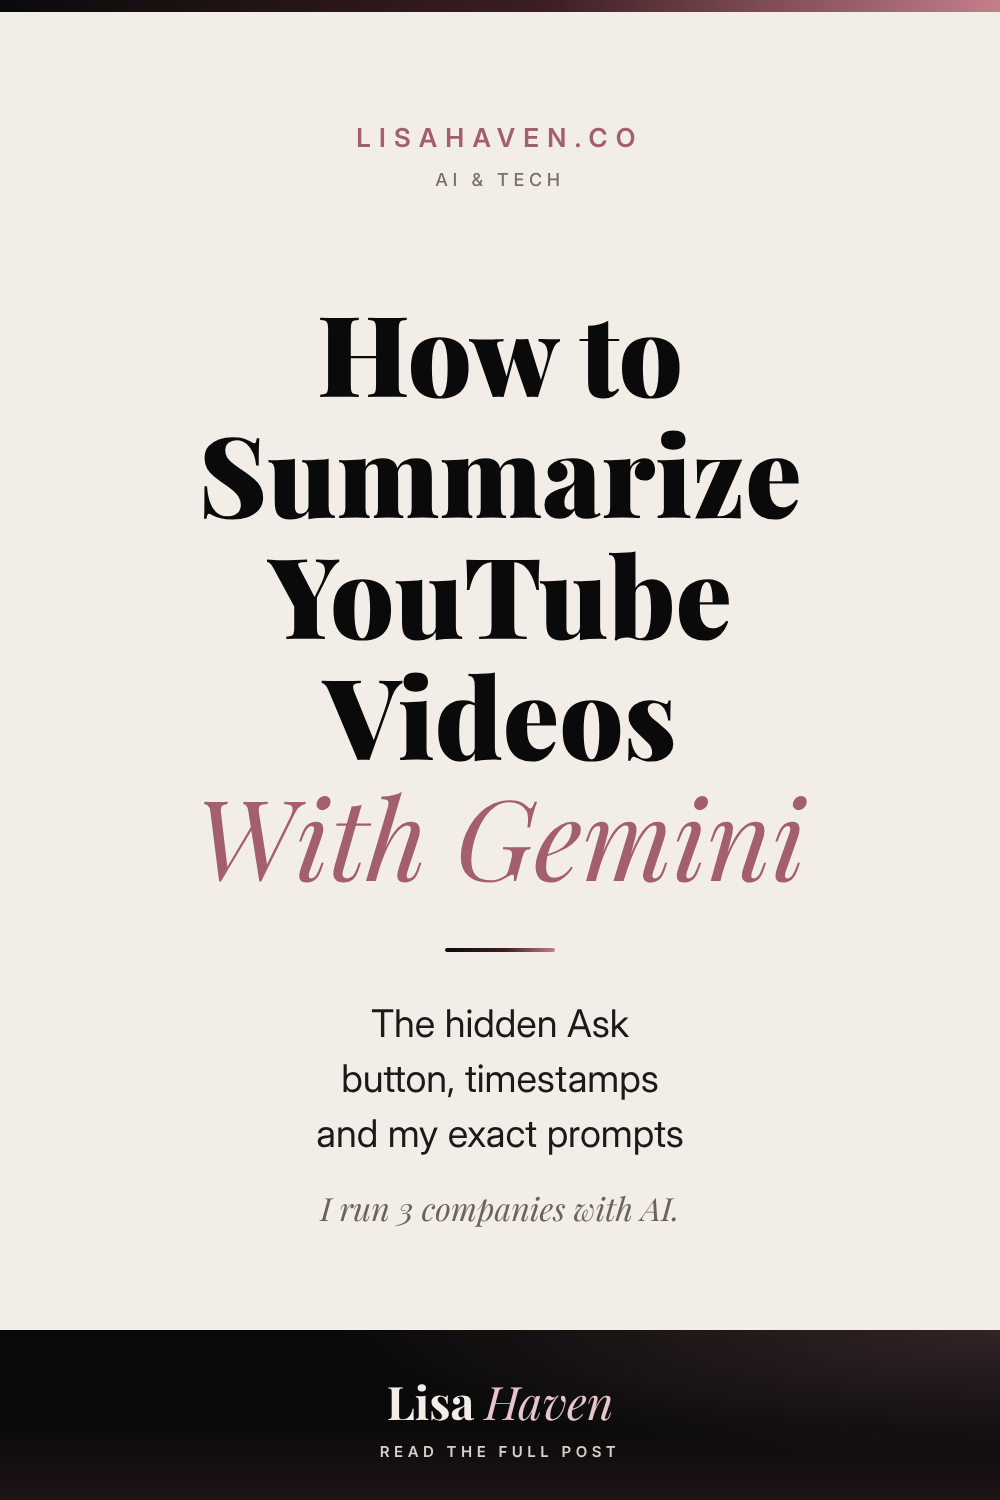 LISAHAVEN.CO
AI & TECH
How to
Summarize
YouTube
Videos
With Gemini
The hidden Ask
button, timestamps
and my exact prompts
I run 3 companies with AI.
Lisa Haven
READ THE FULL POST